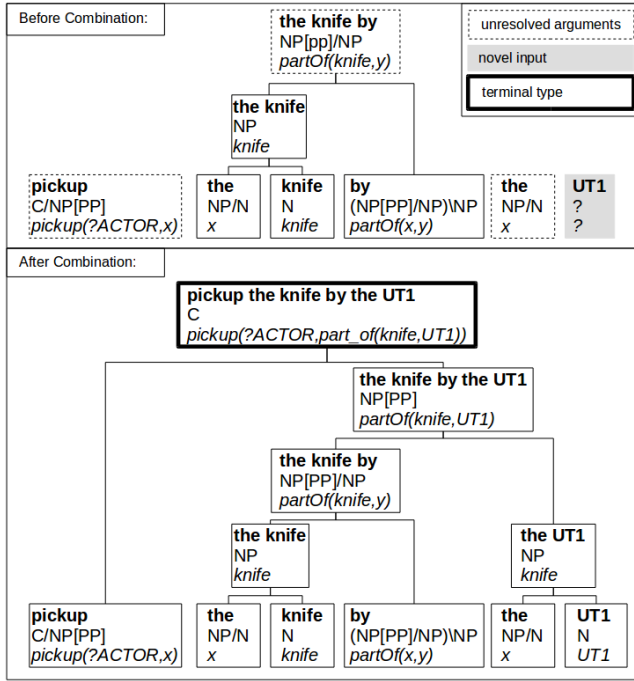 Before Combination:
the knife by
NP[pp]/NP
partOf(knife,y)
unresolved arguments
novel input
terminal type
the knife
NP
knife
pickup
C/NP[PP]
pickup(?ACTOR,x)
the
NP/N
x
knife
N
knife
by
(NP[PP]/NP)\NP
partOf(x,y)
the
NP/N
x
UT1
?
?
After Combination:
pickup the knife by the UT1
C
pickup(?ACTOR,part_of(knife,UT1))
the knife by the UT1
NP[PP]
partOf(knife,UT1)
the knife by
NP[PP]/NP
partOf(knife,y)
the knife
NP
knife
the UT1
NP
knife
pickup
C/NP[PP]
pickup(?ACTOR,x)
the
NP/N
x
knife
N
knife
by
(NP[PP]/NP)\NP
partOf(x,y)
the
NP/N
x
UT1
N
UT1